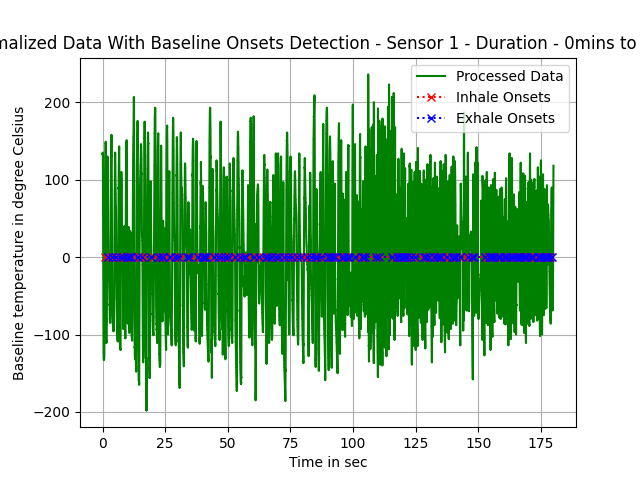 malized Data With Baseline Onsets Detection - Sensor 1 - Duration - 0mins to
Processed Data
Inhale Onsets
Exhale Onsets
Baseline temperature in degree Celsius
200
100
0
−100
−200
0 25 50 75 100 125 150 175
Time in sec